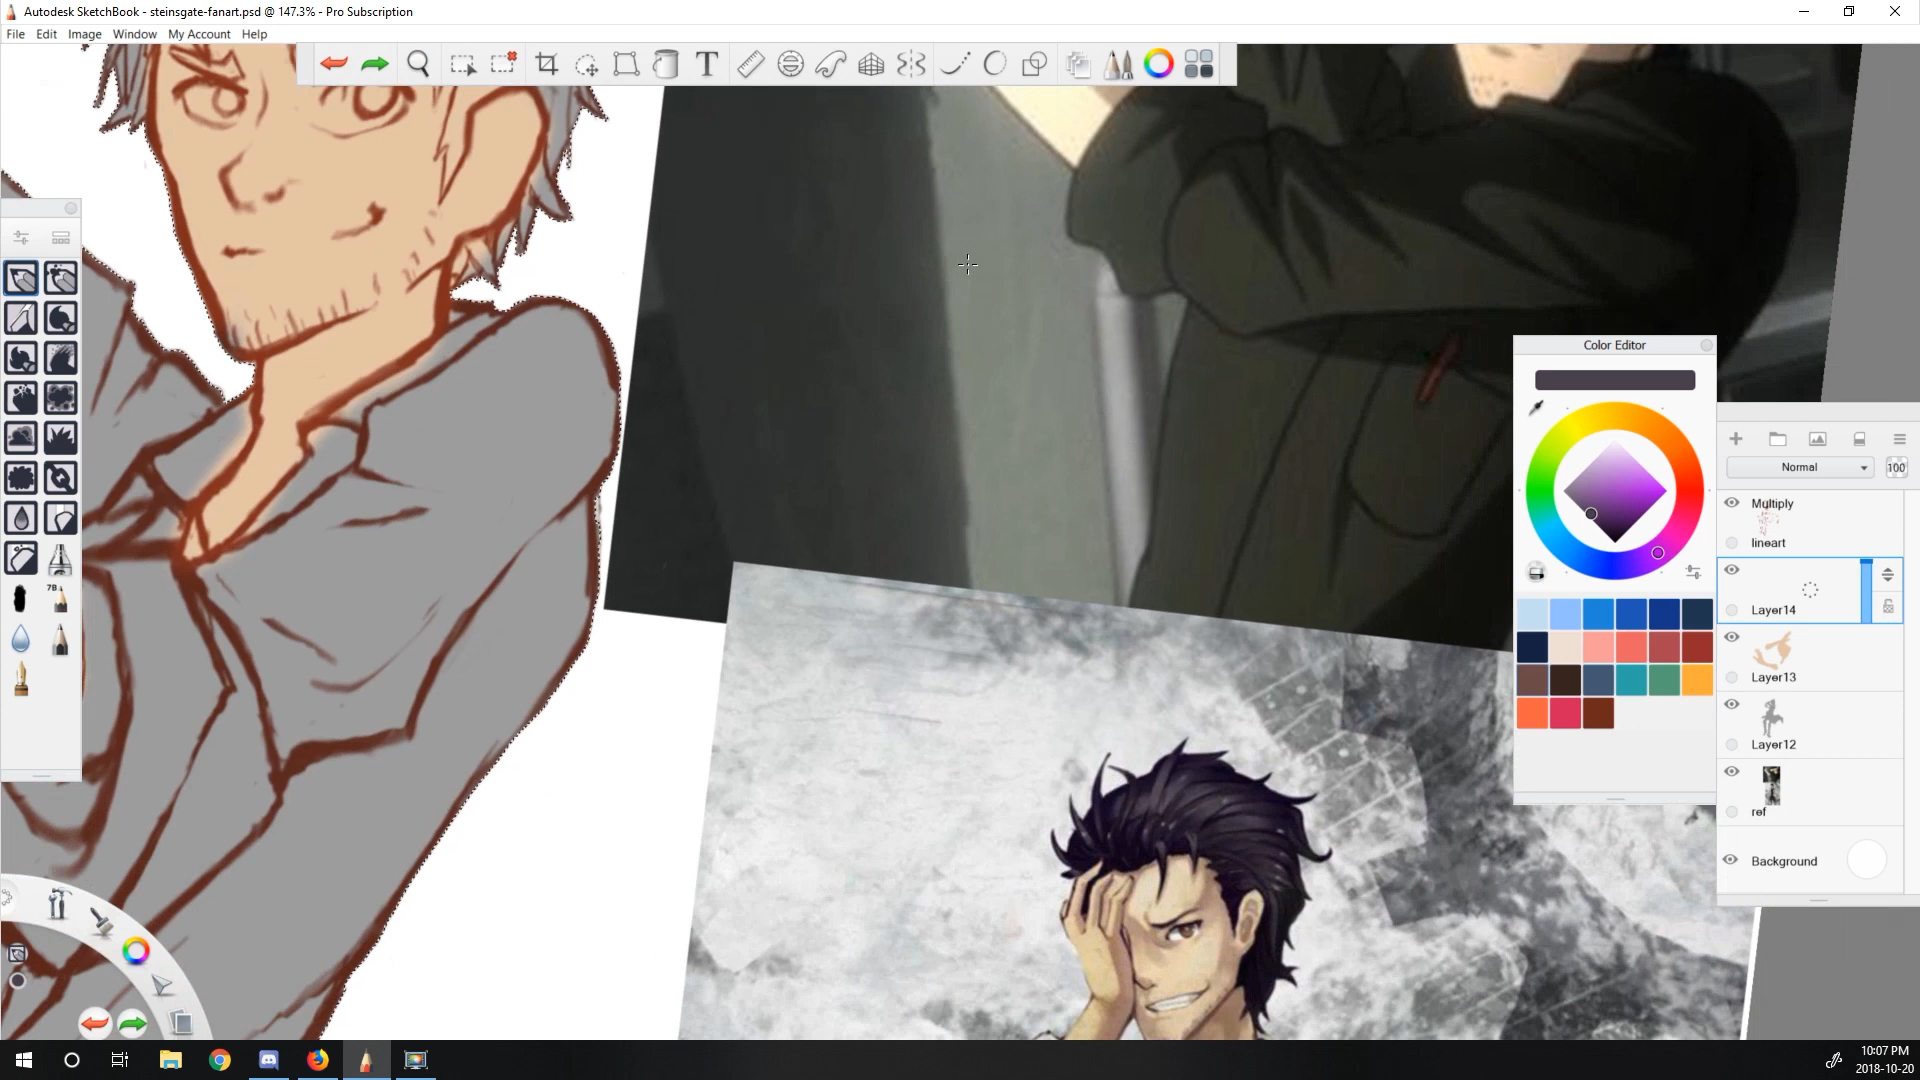 Autodesk SketchBook - steinsgate-fanart.psd @ 147.3% - Pro Subscription
File Edit Image Window My Account Help
T
Color Editor
Normal 100
Multiply
lineart
Layer14
Layer13
Layer12
ref
Background
7B
10:07 PM
2018-10-20